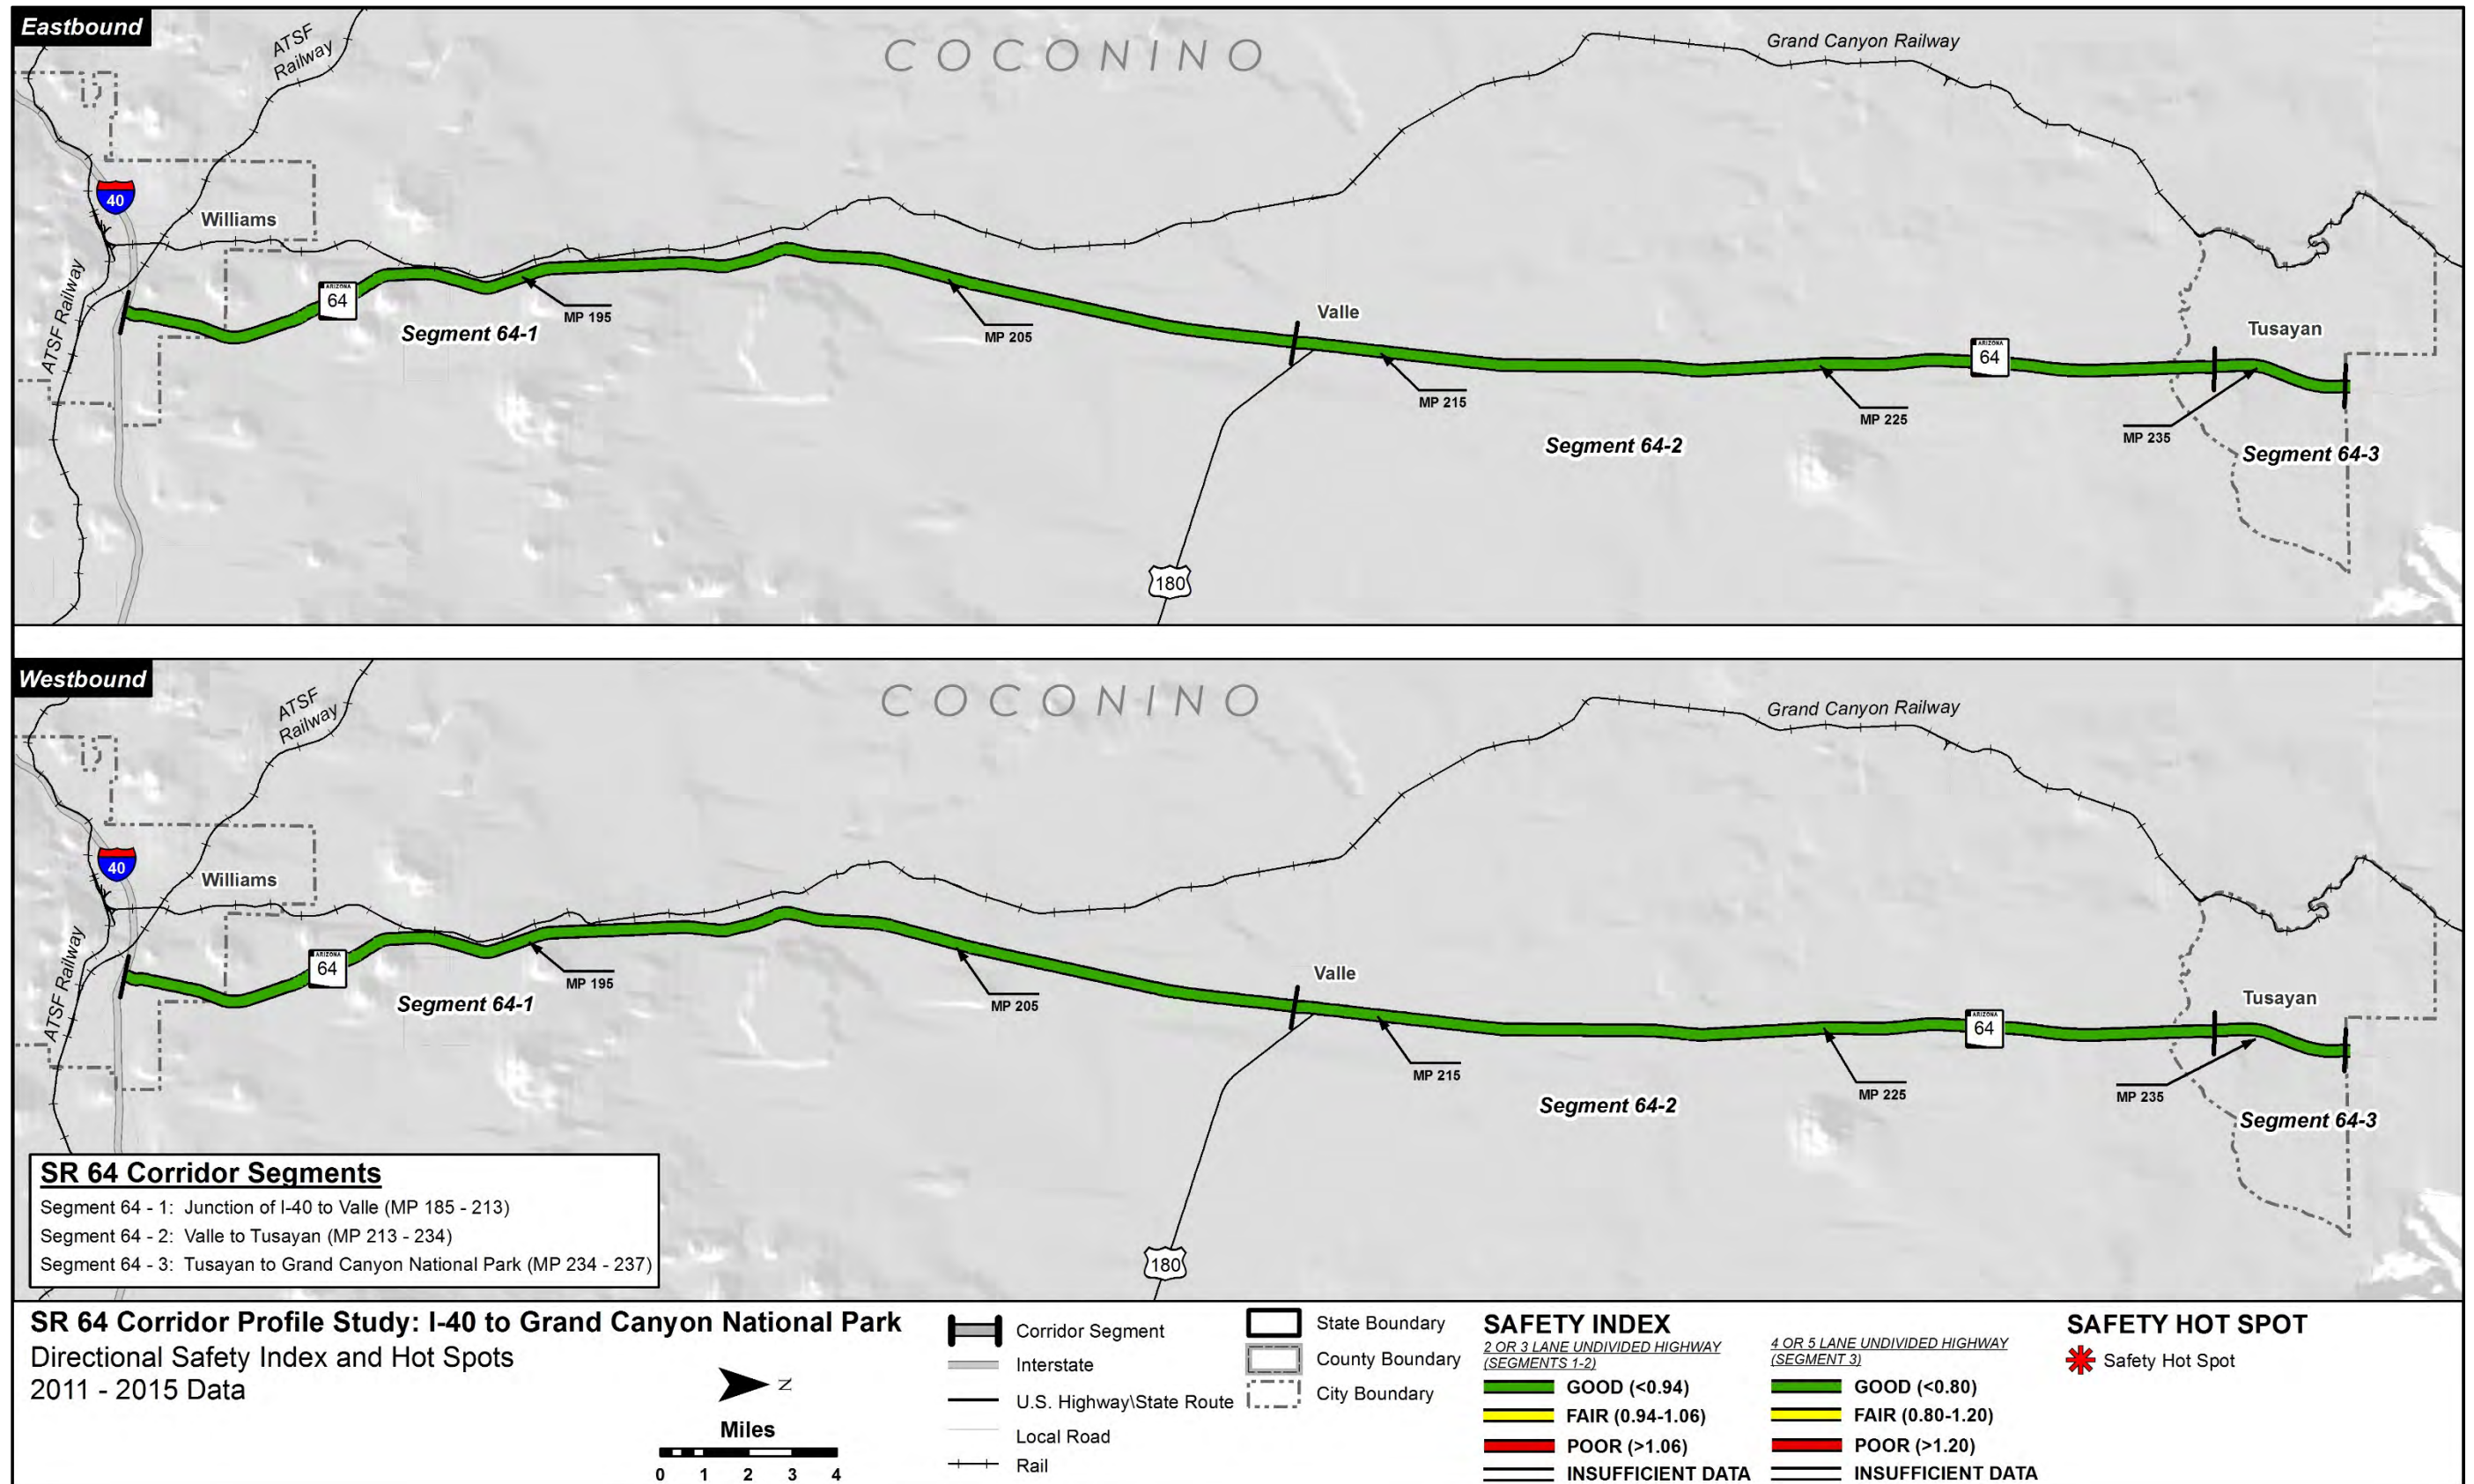 Eastbound
ATSF
Railway
COCONINO
Grand Canyon Railway
40
Williams
ATSF Railway
ARIZONA
64
Segment 64-1
MP 195
MP 205
Valle
MP 215
180
Segment 64-2
MP 225
ARIZONA
64
Tusayan
MP 235
Segment 64-3
Westbound
ATSF
Railway
COCONINO
Grand Canyon Railway
40
Williams
ATSF Railway
ARIZONA
64
Segment 64-1
MP 195
MP 205
Valle
MP 215
180
Segment 64-2
MP 225
ARIZONA
64
Tusayan
MP 235
Segment 64-3
SR 64 Corridor Segments
Segment 64 - 1: Junction of I-40 to Valle (MP 185 - 213)
Segment 64 - 2: Valle to Tusayan (MP 213 - 234)
Segment 64 - 3: Tusayan to Grand Canyon National Park (MP 234 - 237)
SR 64 Corridor Profile Study: I-40 to Grand Canyon National Park
Directional Safety Index and Hot Spots
2011 - 2015 Data
N
Miles
0 1 2 3 4
Corridor Segment
Interstate
U.S. Highway\State Route
Local Road
Rail
State Boundary
County Boundary
City Boundary
SAFETY INDEX
2 OR 3 LANE UNDIVIDED HIGHWAY
(SEGMENTS 1-2)
GOOD (<0.94)
FAIR (0.94-1.06)
POOR (>1.06)
INSUFFICIENT DATA
4 OR 5 LANE UNDIVIDED HIGHWAY
(SEGMENT 3)
GOOD (<0.80)
FAIR (0.80-1.20)
POOR (>1.20)
INSUFFICIENT DATA
SAFETY HOT SPOT
Safety Hot Spot